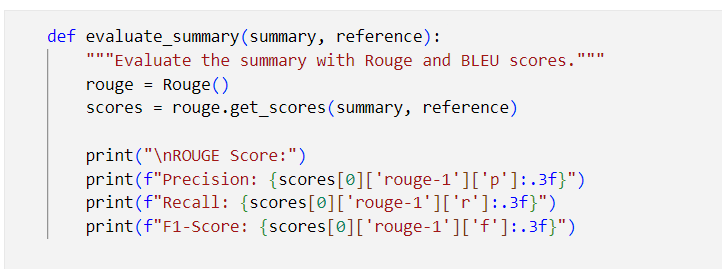 def evaluate_summary(summary, reference):
    """Evaluate the summary with Rouge and BLEU scores."""
    rouge = Rouge()
    scores = rouge.get_scores(summary, reference)

    print("\nROUGE Score:")
    print(f"Precision: {scores[0]['rouge-1']['p']:.3f}")
    print(f"Recall: {scores[0]['rouge-1']['r']:.3f}")
    print(f"F1-Score: {scores[0]['rouge-1']['f']:.3f}")